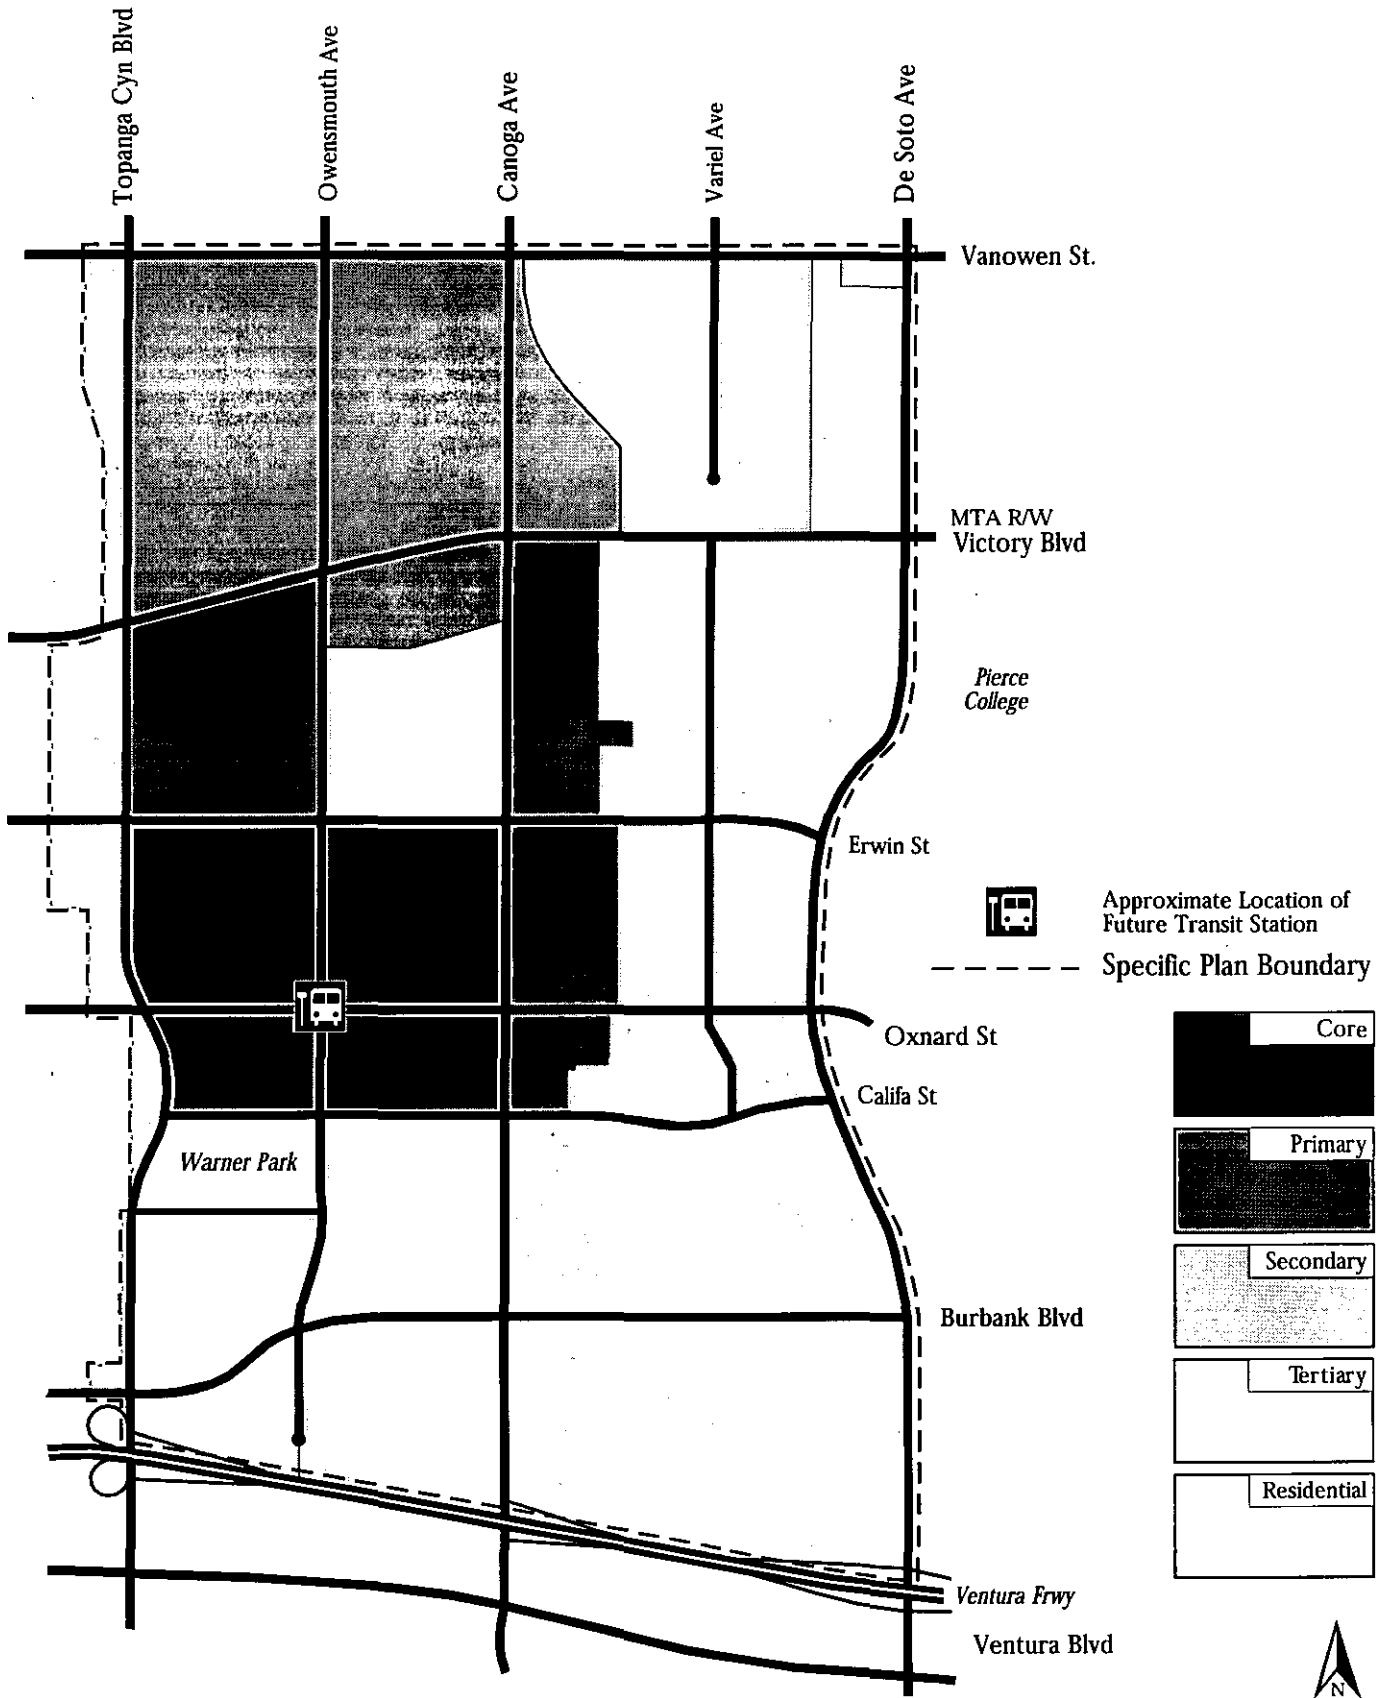 Topanga Cyn Blvd
Owensmouth Ave
Canoga Ave
Variel Ave
De Soto Ave
Vanowen St.
MTA R/W
Victory Blvd
Pierce
College
Erwin St
Approximate Location of
Future Transit Station
Specific Plan Boundary
Core
Oxnard St
Califa St
Primary
Warner Park
Secondary
Burbank Blvd
Tertiary
Residential
Ventura Frwy
Ventura Blvd
N